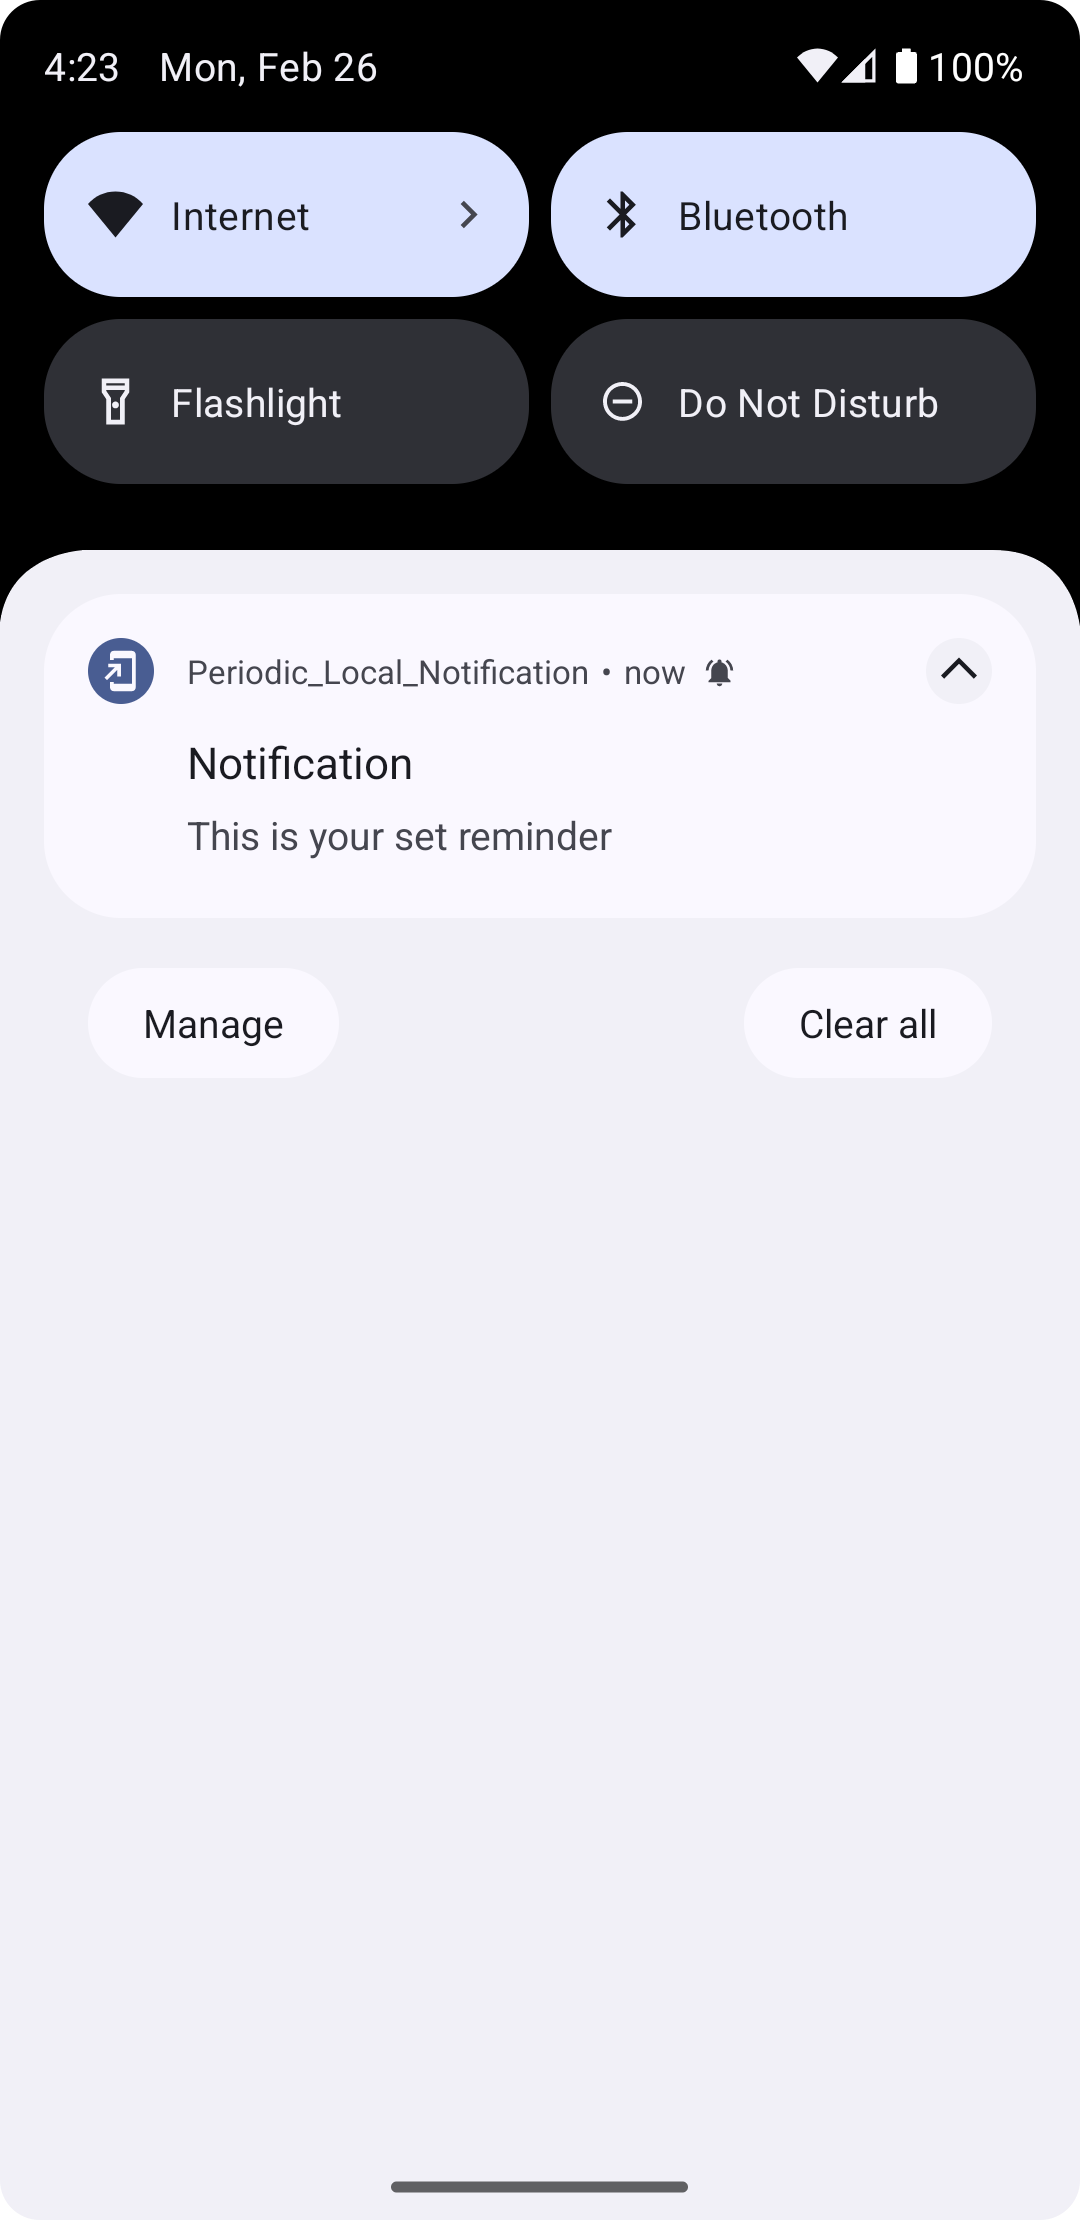 4:23 Mon, Feb 26 100%
Internet Bluetooth
Flashlight Do Not Disturb
Periodic_Local_Notification • now
Notification
This is your set reminder
Manage Clear all